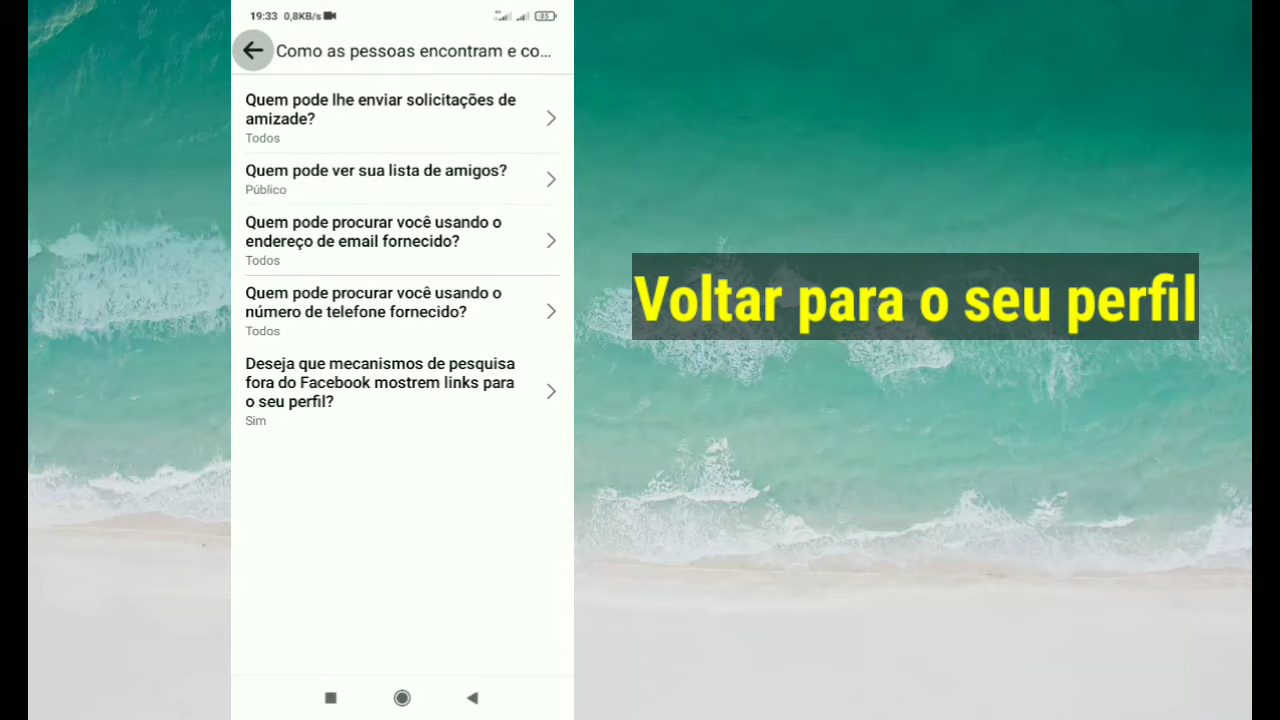 19:33 0,8KB/s
35
Como as pessoas encontram e co...
Quem pode lhe enviar solicitações de
amizade?
Todos
Quem pode ver sua lista de amigos?
Público
Quem pode procurar você usando o
endereço de email fornecido?
Todos
Quem pode procurar você usando o
número de telefone fornecido?
Todos
Deseja que mecanismos de pesquisa
fora do Facebook mostrem links para
o seu perfil?
Sim
Voltar para o seu perfil